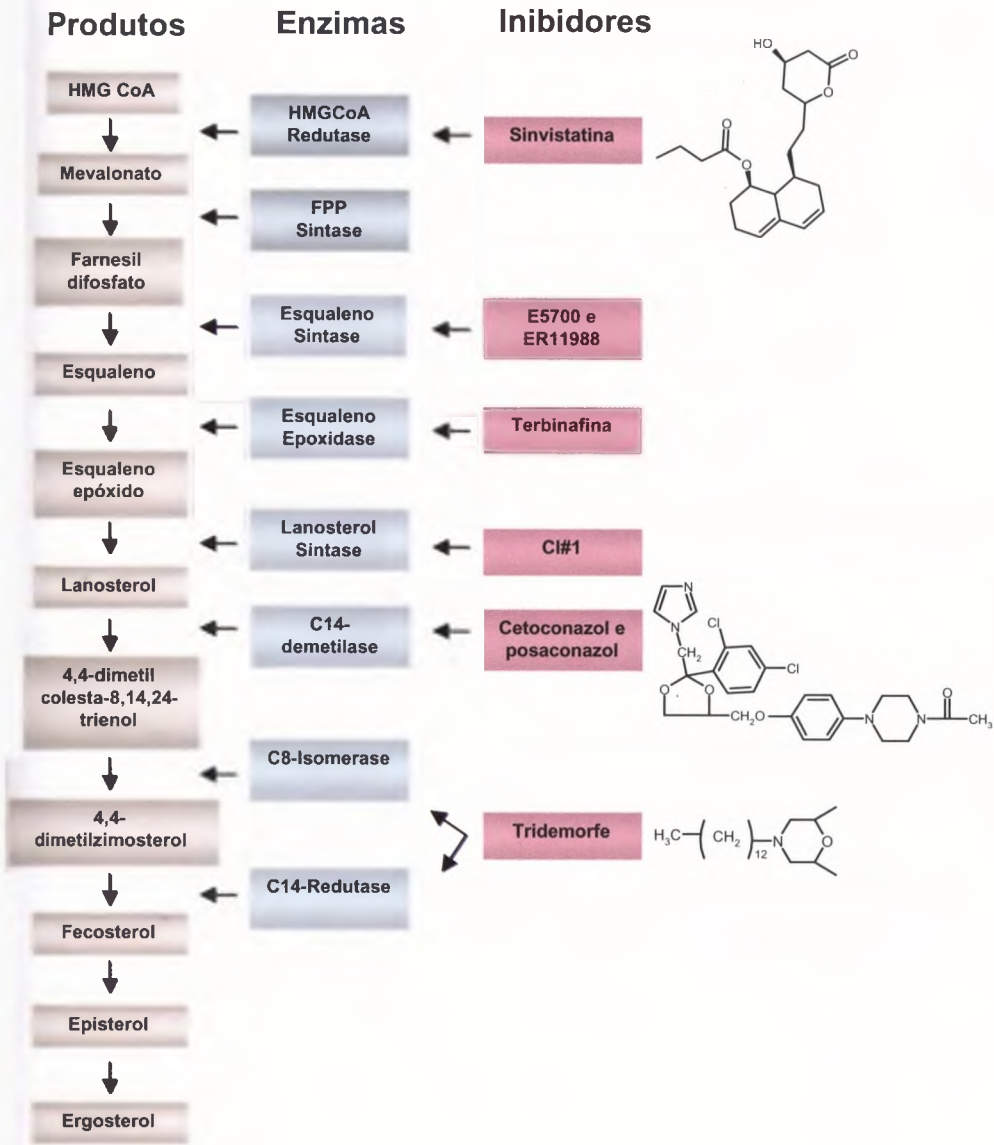 Produtos
Enzimas
Inibidores
HMG CoA
HMGCoA
Redutase
Sinvistatina
HO
O
O
O
O
Mevalonato
FPP
Sintase
Farnesil
difosfato
Esqualeno
Sintase
E5700 e
ER11988
Esqualeno
Esqualeno
Epoxidase
Terbinafina
Esqualeno
epóxido
Lanosterol
Sintase
CI#1
Lanosterol
C14-
demetilase
Cetoconazol e
posaconazol
N
N
CH2
Cl
Cl
O
O
CH2O
N
N
O
CH3
4,4-dimetil
colesta-8,14,24-
trienol
C8-Isomerase
4,4-
dimetilzimosterol
Tridemorfe
H3C
(CH2)12
N
O
C14-Redutase
Fecosterol
Episterol
Ergosterol